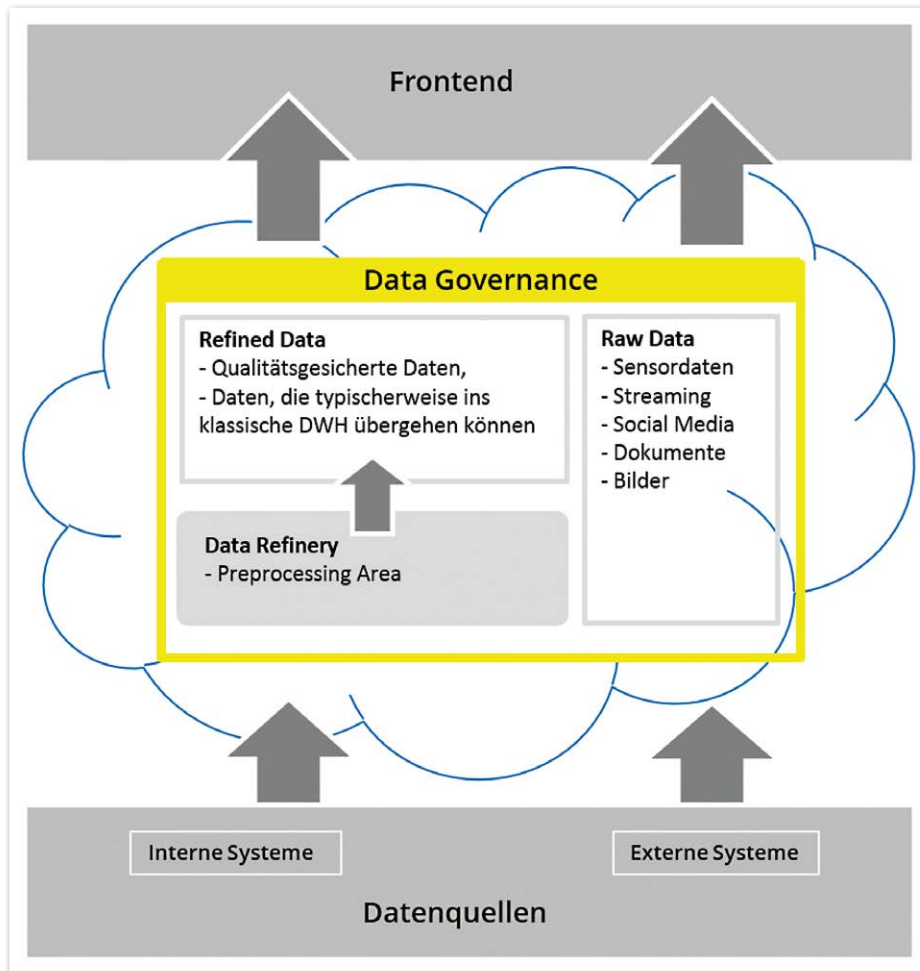 Frontend
Data Governance
Refined Data
- Qualitätsgesicherte Daten,
- Daten, die typischerweise ins
klassische DWH übergehen können
Data Refinery
- Preprocessing Area
Raw Data
- Sensordaten
- Streaming
- Social Media
- Dokumente
- Bilder
Interne Systeme
Externe Systeme
Datenquellen